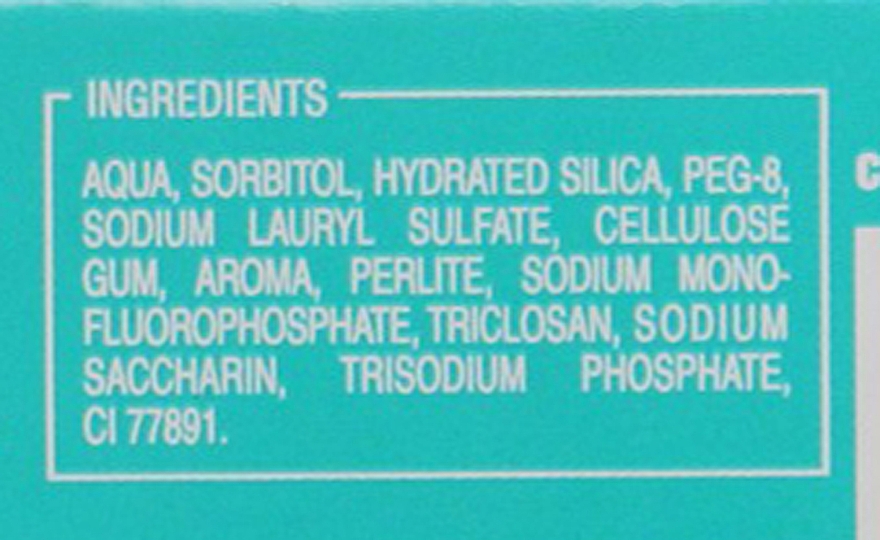 INGREDIENTS
AQUA, SORBITOL, HYDRATED SILICA, PEG-8,
SODIUM LAURYL SULFATE, CELLULOSE
GUM, AROMA, PERLITE, SODIUM MONO-
FLUOROPHOSPHATE, TRICLOSAN, SODIUM
SACCHARIN, TRISODIUM PHOSPHATE,
CI 77891.